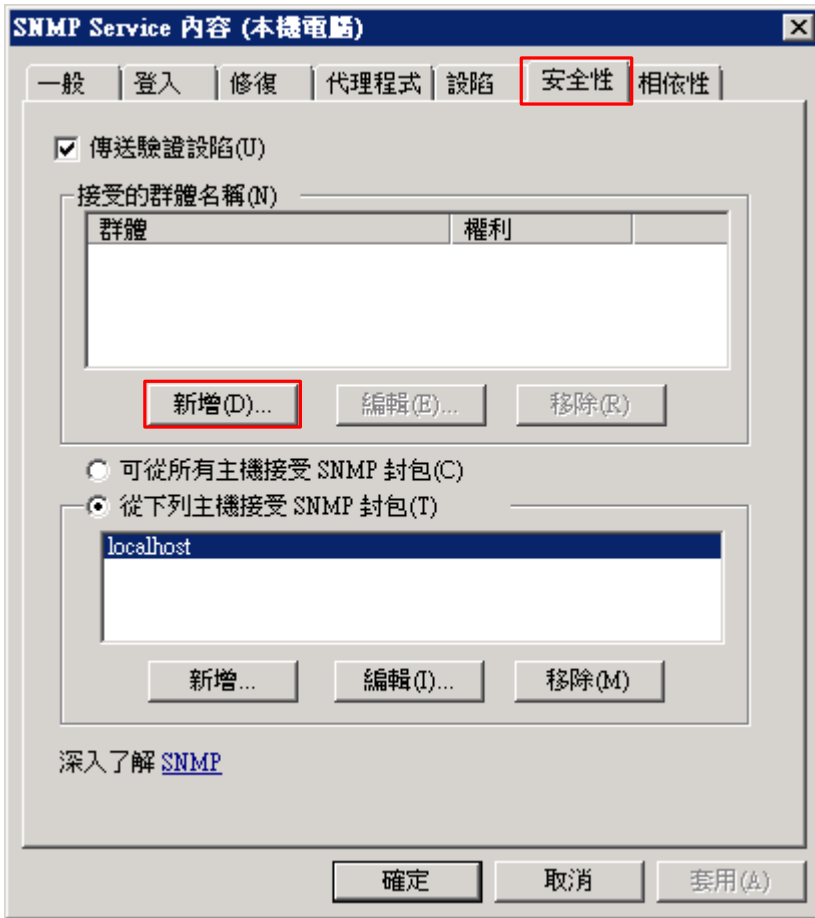 SNMP Service 內容 (本機電腦)
一般 登入 修復 代理程式 設陷 安全性 相依性
傳送驗證設陷(U)
接受的群體名稱(N)
群體 權利
新增(D)... 編輯(E)... 移除(R)
可從所有主機接受 SNMP 封包(C)
從下列主機接受 SNMP 封包(T)
localhost
新增... 編輯(I)... 移除(M)
深入了解 SNMP
確定 取消 套用(A)